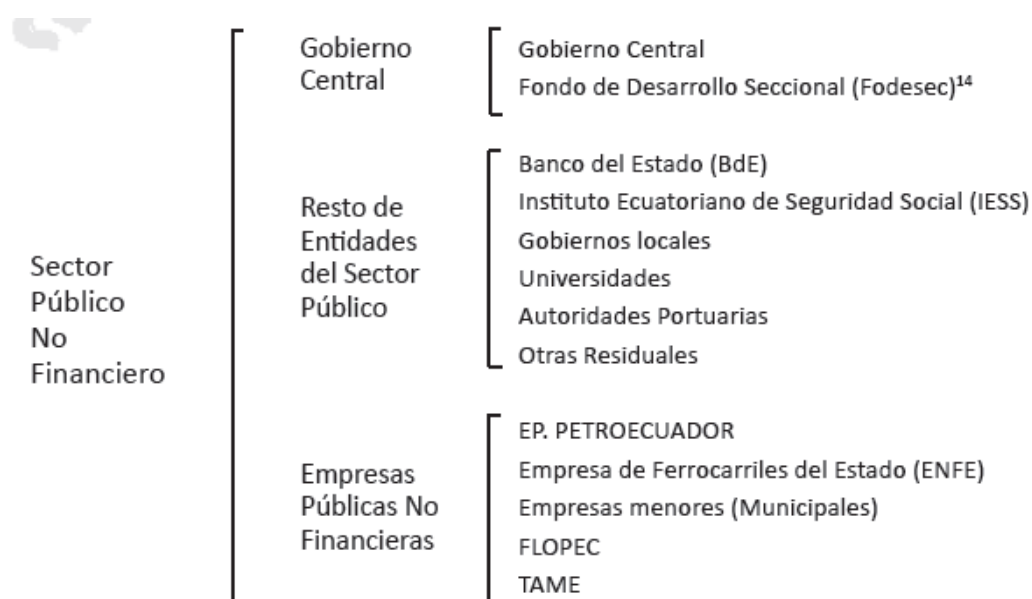 Sector
Público
No
Financiero
Gobierno
Central
Gobierno Central
Fondo de Desarrollo Seccional (Fodesec)¹⁴
Resto de
Entidades
del Sector
Público
Banco del Estado (BdE)
Instituto Ecuatoriano de Seguridad Social (IESS)
Gobiernos locales
Universidades
Autoridades Portuarias
Otras Residuales
Empresas
Públicas No
Financieras
EP. PETROECUADOR
Empresa de Ferrocarriles del Estado (ENFE)
Empresas menores (Municipales)
FLOPEC
TAME